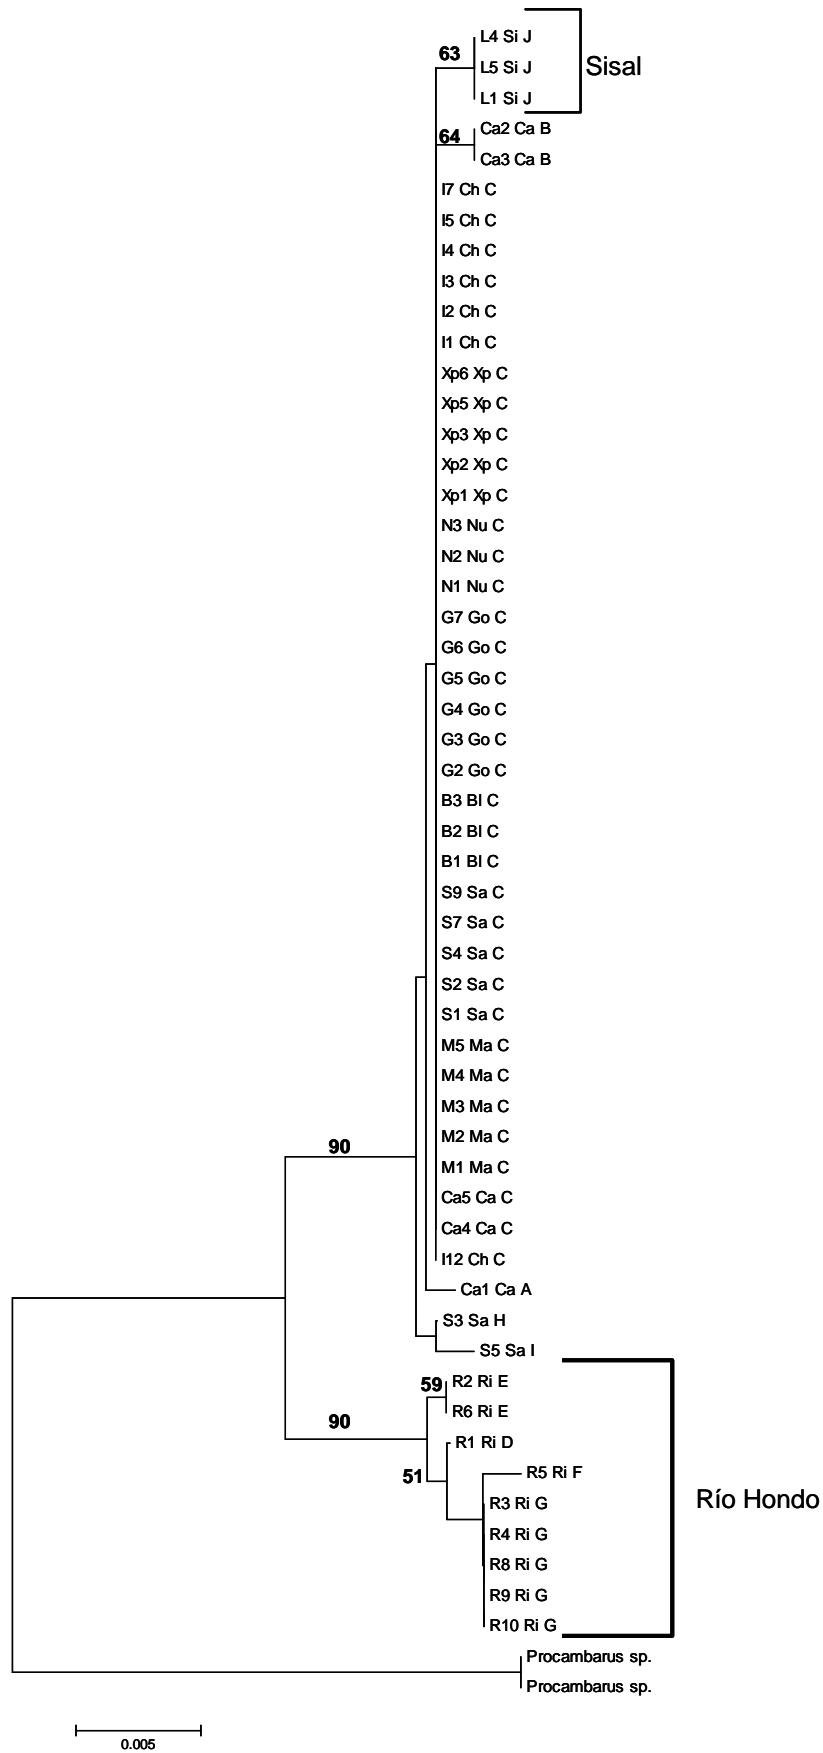 L4 Si J
63
L5 Si J
Sisal
L1 Si J
Ca2 Ca B
64
Ca3 Ca B
I7 Ch C
I5 Ch C
I4 Ch C
I3 Ch C
I2 Ch C
I1 Ch C
Xp6 Xp C
Xp5 Xp C
Xp3 Xp C
Xp2 Xp C
Xp1 Xp C
N3 Nu C
N2 Nu C
N1 Nu C
G7 Go C
G6 Go C
G5 Go C
G4 Go C
G3 Go C
G2 Go C
B3 Bl C
B2 Bl C
B1 Bl C
S9 Sa C
S7 Sa C
S4 Sa C
S2 Sa C
S1 Sa C
M5 Ma C
M4 Ma C
M3 Ma C
M2 Ma C
90
M1 Ma C
Ca5 Ca C
Ca4 Ca C
I12 Ch C
Ca1 Ca A
S3 Sa H
S5 Sa I
R2 Ri E
59
R6 Ri E
90
R1 Ri D
R5 Ri F
51
R3 Ri G
Río Hondo
R4 Ri G
R8 Ri G
R9 Ri G
R10 Ri G
Procambarus sp.
Procambarus sp.
0.005